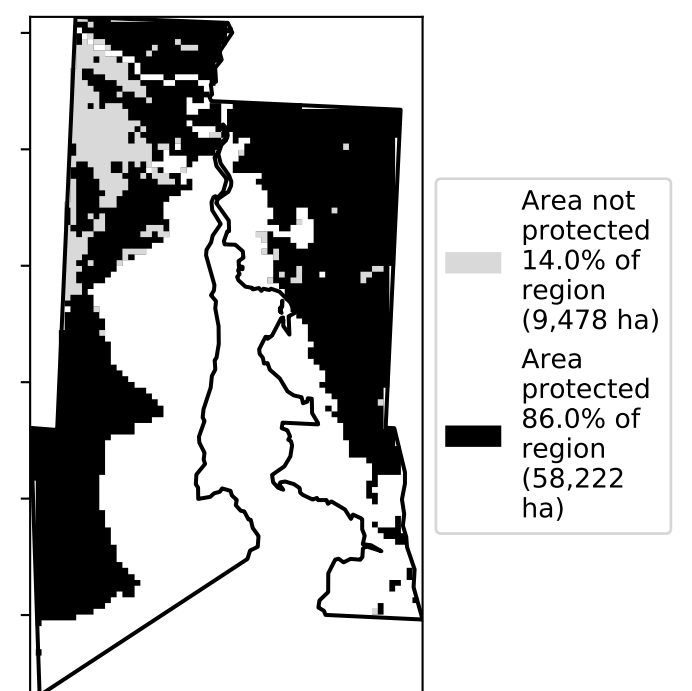 Area not
protected
14.0% of
region
(9,478 ha)
Area
protected
86.0% of
region
(58,222
ha)